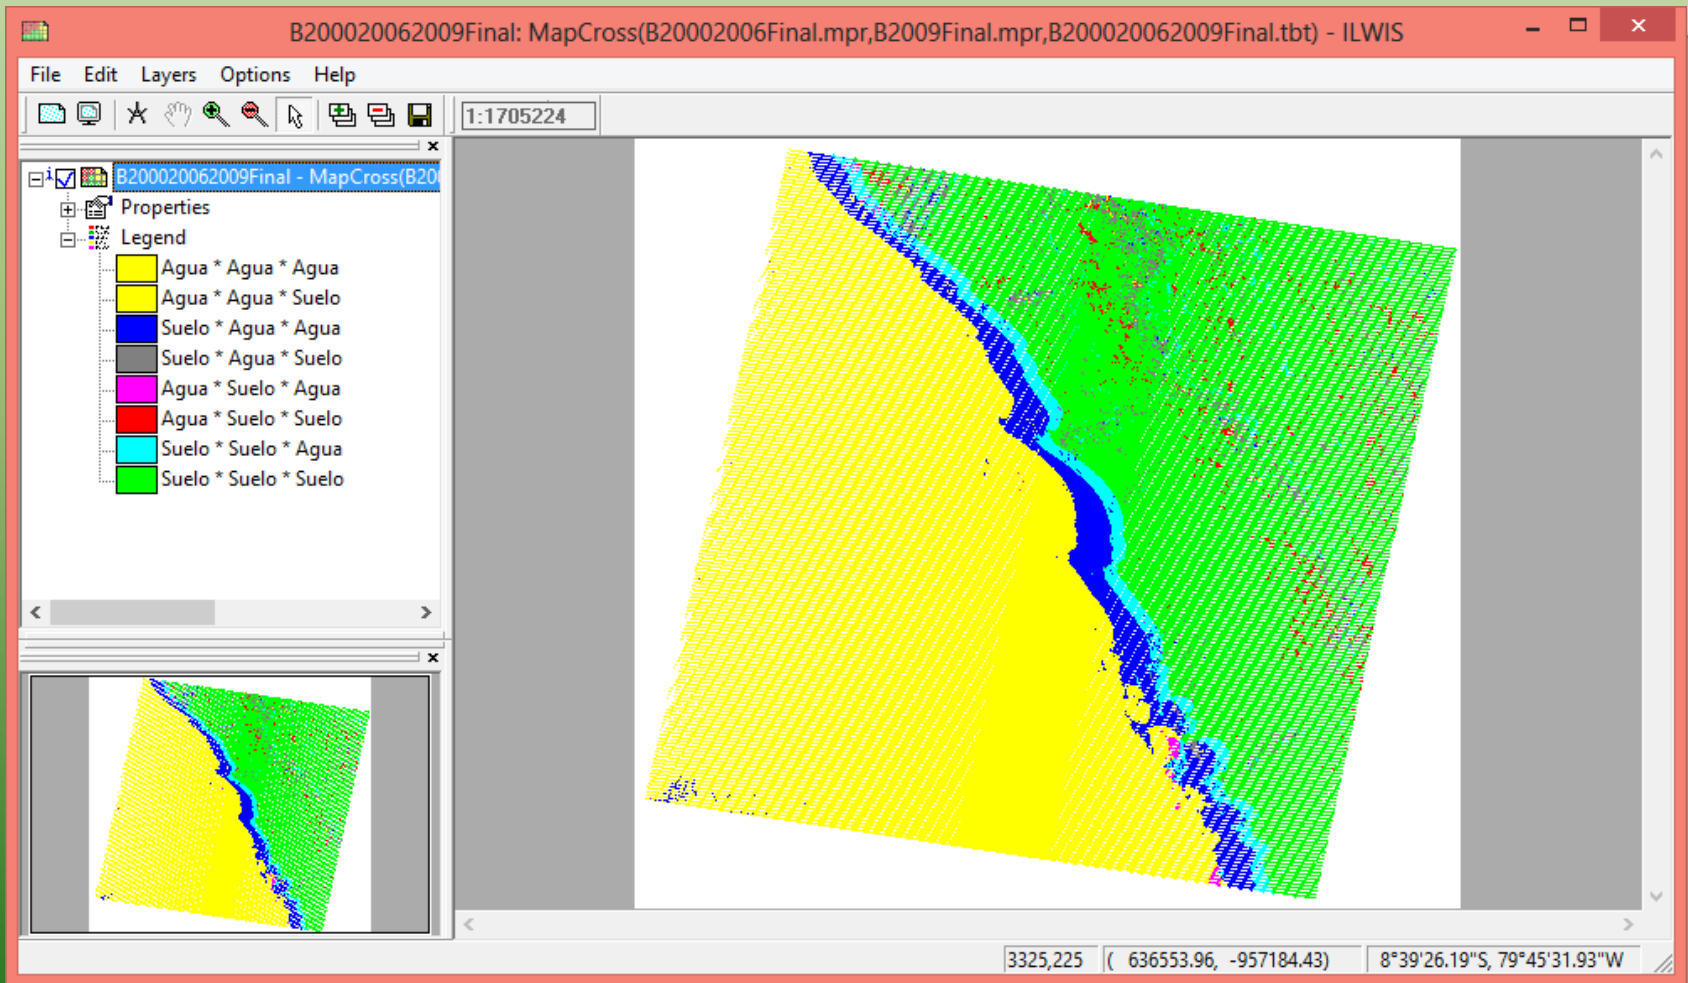 B200020062009Final: MapCross(B20002006Final.mpr,B2009Final.mpr,B200020062009Final.tbt) - ILWIS
File Edit Layers Options Help
1:1705224
B200020062009Final - MapCross(B20
Properties
Legend
Agua * Agua * Agua
Agua * Agua * Suelo
Suelo * Agua * Agua
Suelo * Agua * Suelo
Agua * Suelo * Agua
Agua * Suelo * Suelo
Suelo * Suelo * Agua
Suelo * Suelo * Suelo
3325,225 ( 636553.96, -957184.43) 8°39'26.19"S, 79°45'31.93"W